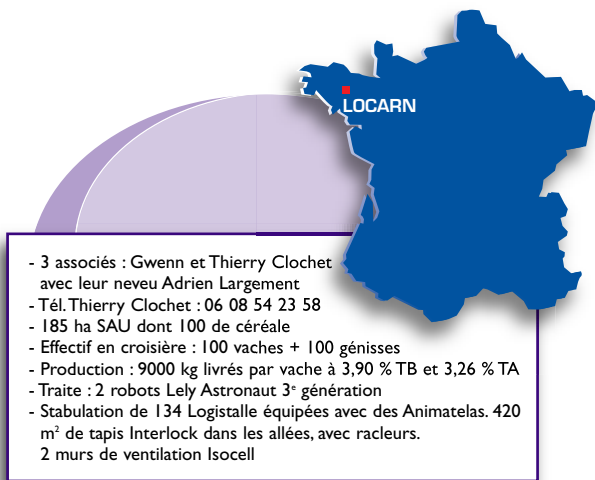 LOCARN
- 3 associés : Gwenn et Thierry Clochet
avec leur neveu Adrien Largement
- Tél. Thierry Clochet : 06 08 54 23 58
- 185 ha SAU dont 100 de céréale
- Effectif en croisière : 100 vaches + 100 génisses
- Production : 9000 kg livrés par vache à 3,90 % TB et 3,26 % TA
- Traite : 2 robots Lely Astronaut 3e génération
- Stabulation de 134 Logistalle équipées avec des Animatelas. 420
m² de tapis Interlock dans les allées, avec racleurs.
2 murs de ventilation Isocell